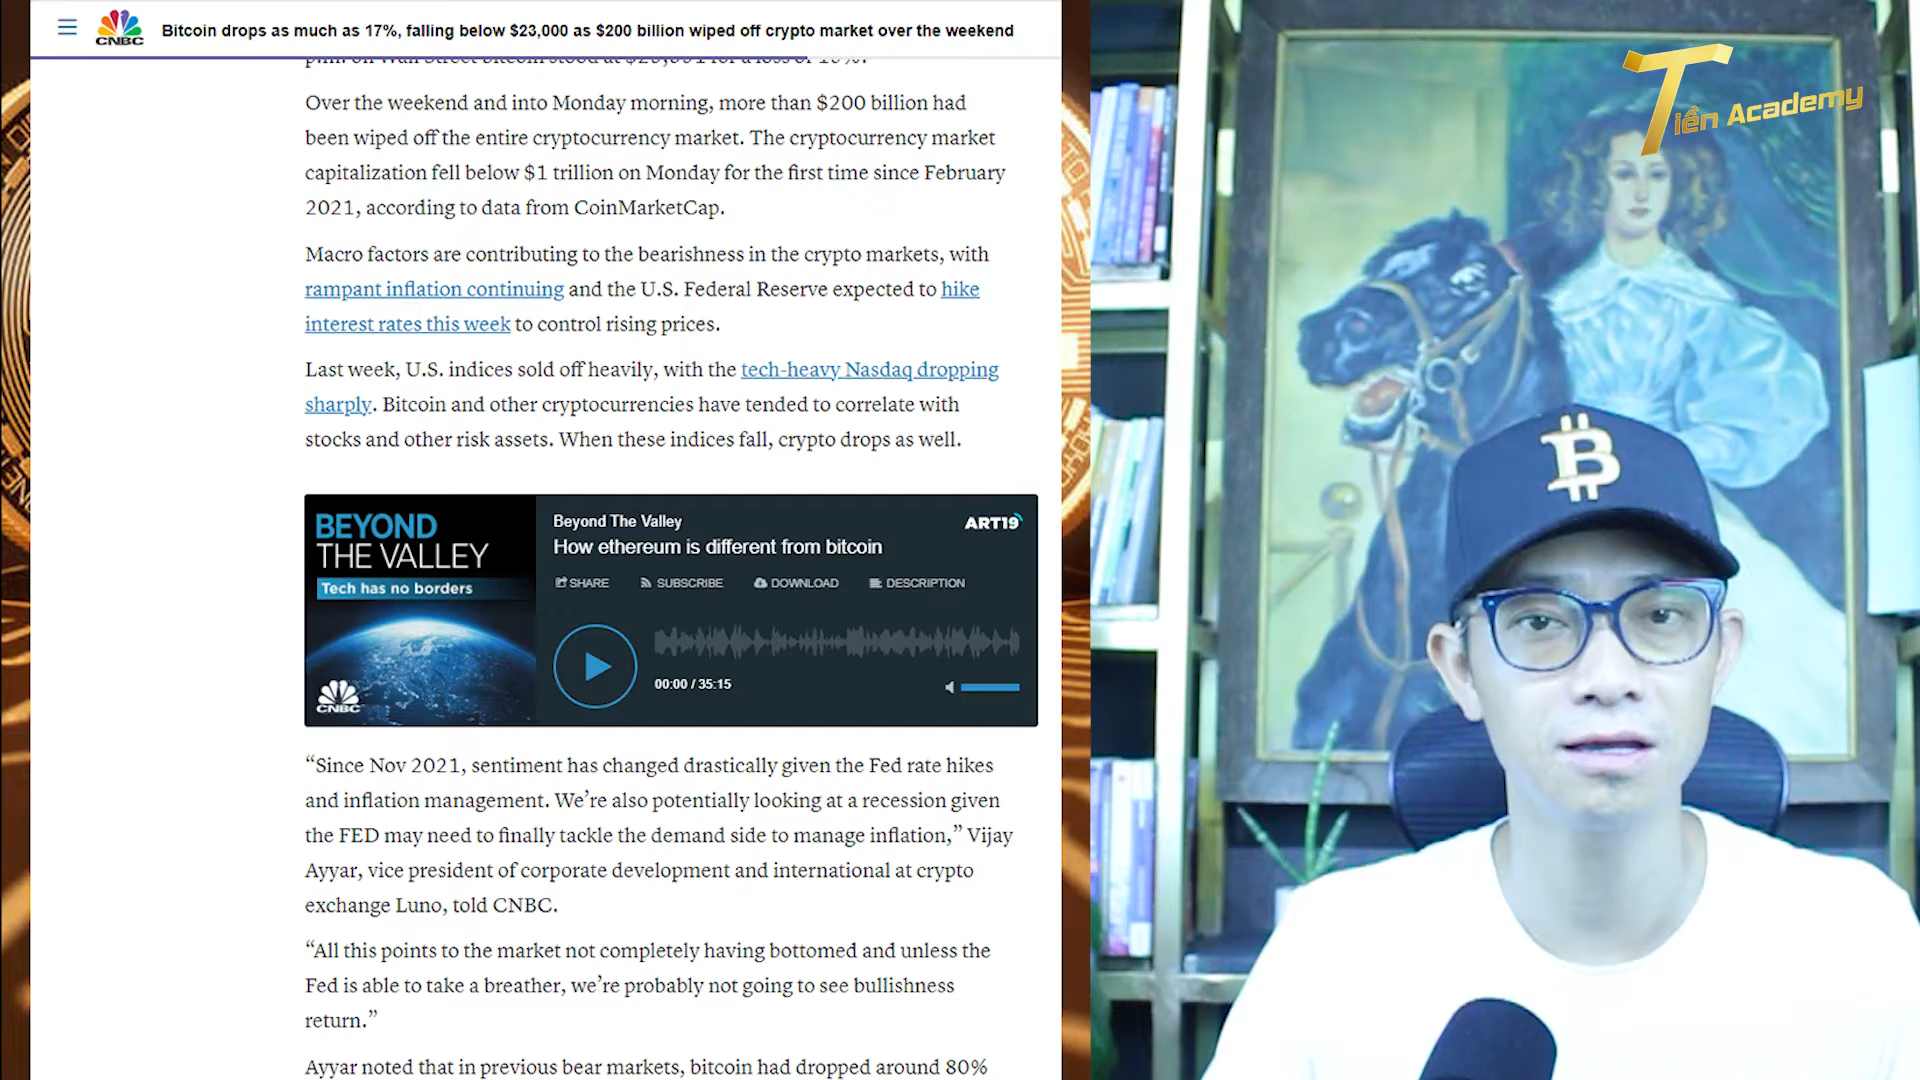 CNBC
Bitcoin drops as much as 17%, falling below $23,000 as $200 billion wiped off crypto market over the weekend
Over the weekend and into Monday morning, more than $200 billion had
been wiped off the entire cryptocurrency market. The cryptocurrency market
capitalization fell below $1 trillion on Monday for the first time since February
2021, according to data from CoinMarketCap.
Macro factors are contributing to the bearishness in the crypto markets, with
rampant inflation continuing and the U.S. Federal Reserve expected to hike
interest rates this week to control rising prices.
Last week, U.S. indices sold off heavily, with the tech-heavy Nasdaq dropping
sharply. Bitcoin and other cryptocurrencies have tended to correlate with
stocks and other risk assets. When these indices fall, crypto drops as well.
BEYOND
THE VALLEY
Tech has no borders
CNBC
Beyond The Valley
ART19
How ethereum is different from bitcoin
SHARE SUBSCRIBE DOWNLOAD DESCRIPTION
00:00 / 35:15
“Since Nov 2021, sentiment has changed drastically given the Fed rate hikes
and inflation management. We’re also potentially looking at a recession given
the FED may need to finally tackle the demand side to manage inflation,” Vijay
Ayyar, vice president of corporate development and international at crypto
exchange Luno, told CNBC.
“All this points to the market not completely having bottomed and unless the
Fed is able to take a breather, we’re probably not going to see bullishness
return.”
Ayyar noted that in previous bear markets, bitcoin had dropped around 80%
Tiền Academy